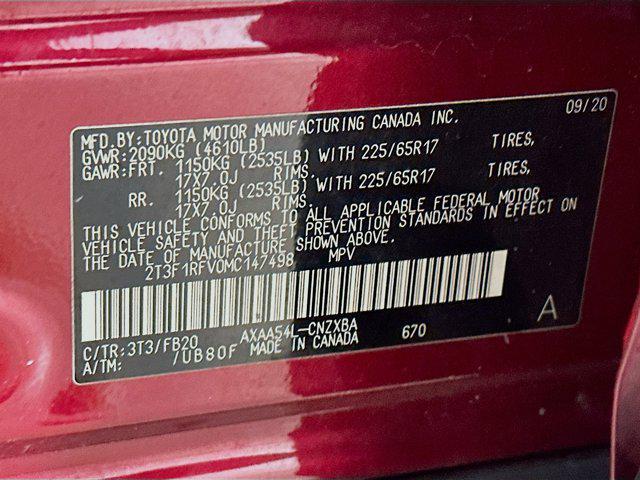 09/20
MFD.BY:TOYOTA MOTOR MANUFACTURING CANADA INC.
GVWR:2090KG (4610LB)
GAWR:FRT. 1150KG (2535LB) WITH 225/65R17 TIRES,
17X7.0J RIMS.
RR. 1150KG (2535LB) WITH 225/65R17 TIRES,
17X7.0J RIMS.
THIS VEHICLE CONFORMS TO ALL APPLICABLE FEDERAL MOTOR
VEHICLE SAFETY AND THEFT PREVENTION STANDARDS IN EFFECT ON
THE DATE OF MANUFACTURE SHOWN ABOVE.
2T3F1RFV0MC147498 MPV
C/TR:3T3/FB20 AXAA54L-CNZXBA 670 A
A/TM: /UB80F MADE IN CANADA